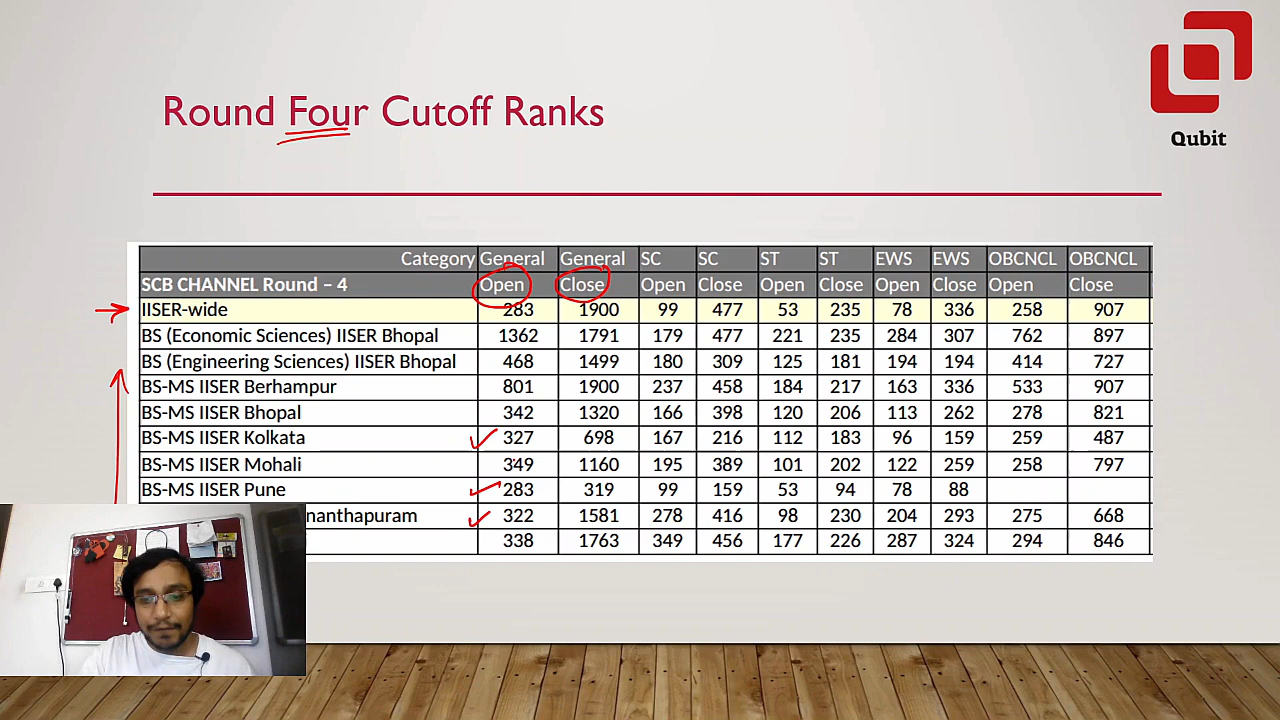 Qubit
Round Four Cutoff Ranks
Category General General SC SC ST ST EWS EWS OBCNCL OBCNCL
SCB CHANNEL Round – 4 Open Close Open Close Open Close Open Close Open Close
IISER-wide 283 1900 99 477 53 235 78 336 258 907
BS (Economic Sciences) IISER Bhopal 1362 1791 179 477 221 235 284 307 762 897
BS (Engineering Sciences) IISER Bhopal 468 1499 180 309 125 181 194 194 414 727
BS-MS IISER Berhampur 801 1900 237 458 184 217 163 336 533 907
BS-MS IISER Bhopal 342 1320 166 398 120 206 113 262 278 821
BS-MS IISER Kolkata 327 698 167 216 112 183 96 159 259 487
BS-MS IISER Mohali 349 1160 195 389 101 202 122 259 258 797
BS-MS IISER Pune 283 319 99 159 53 94 78 88
nanthapuram 322 1581 278 416 98 230 204 293 275 668
338 1763 349 456 177 226 287 324 294 846